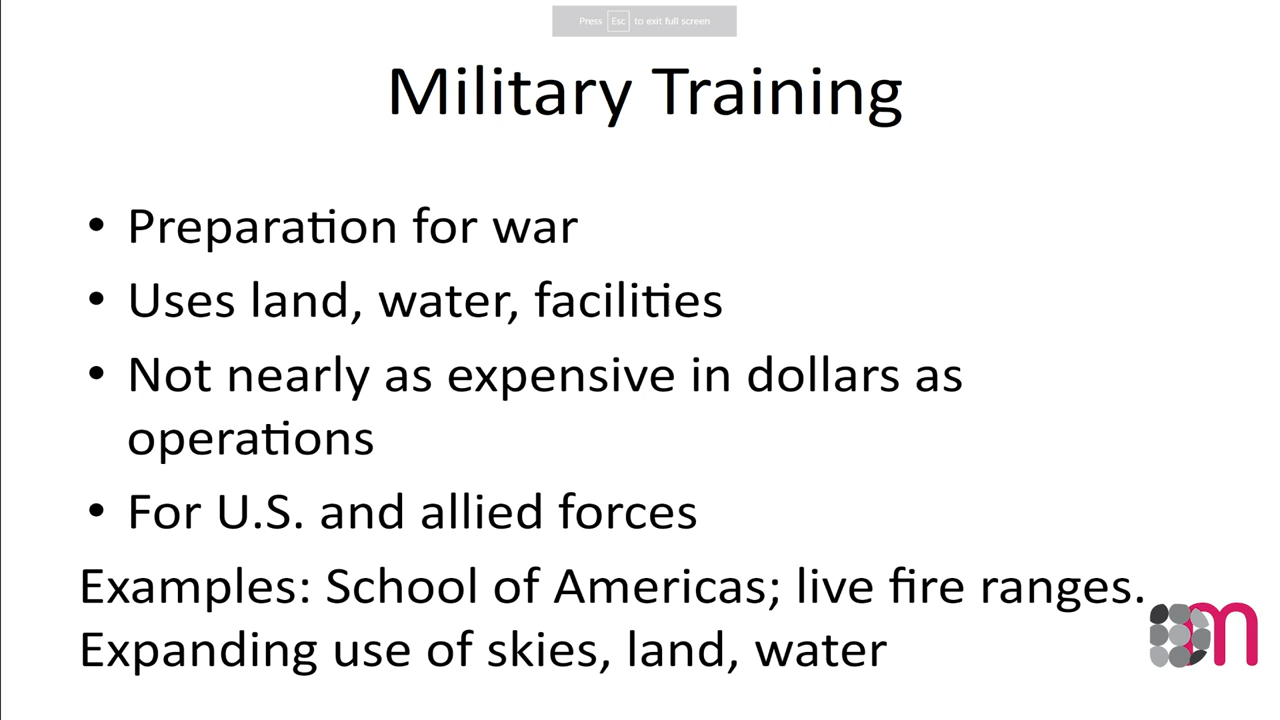 Press Esc to exit full screen
Military Training
• Preparation for war
• Uses land, water, facilities
• Not nearly as expensive in dollars as
operations
• For U.S. and allied forces
Examples: School of Americas; live fire ranges.
Expanding use of skies, land, water
m